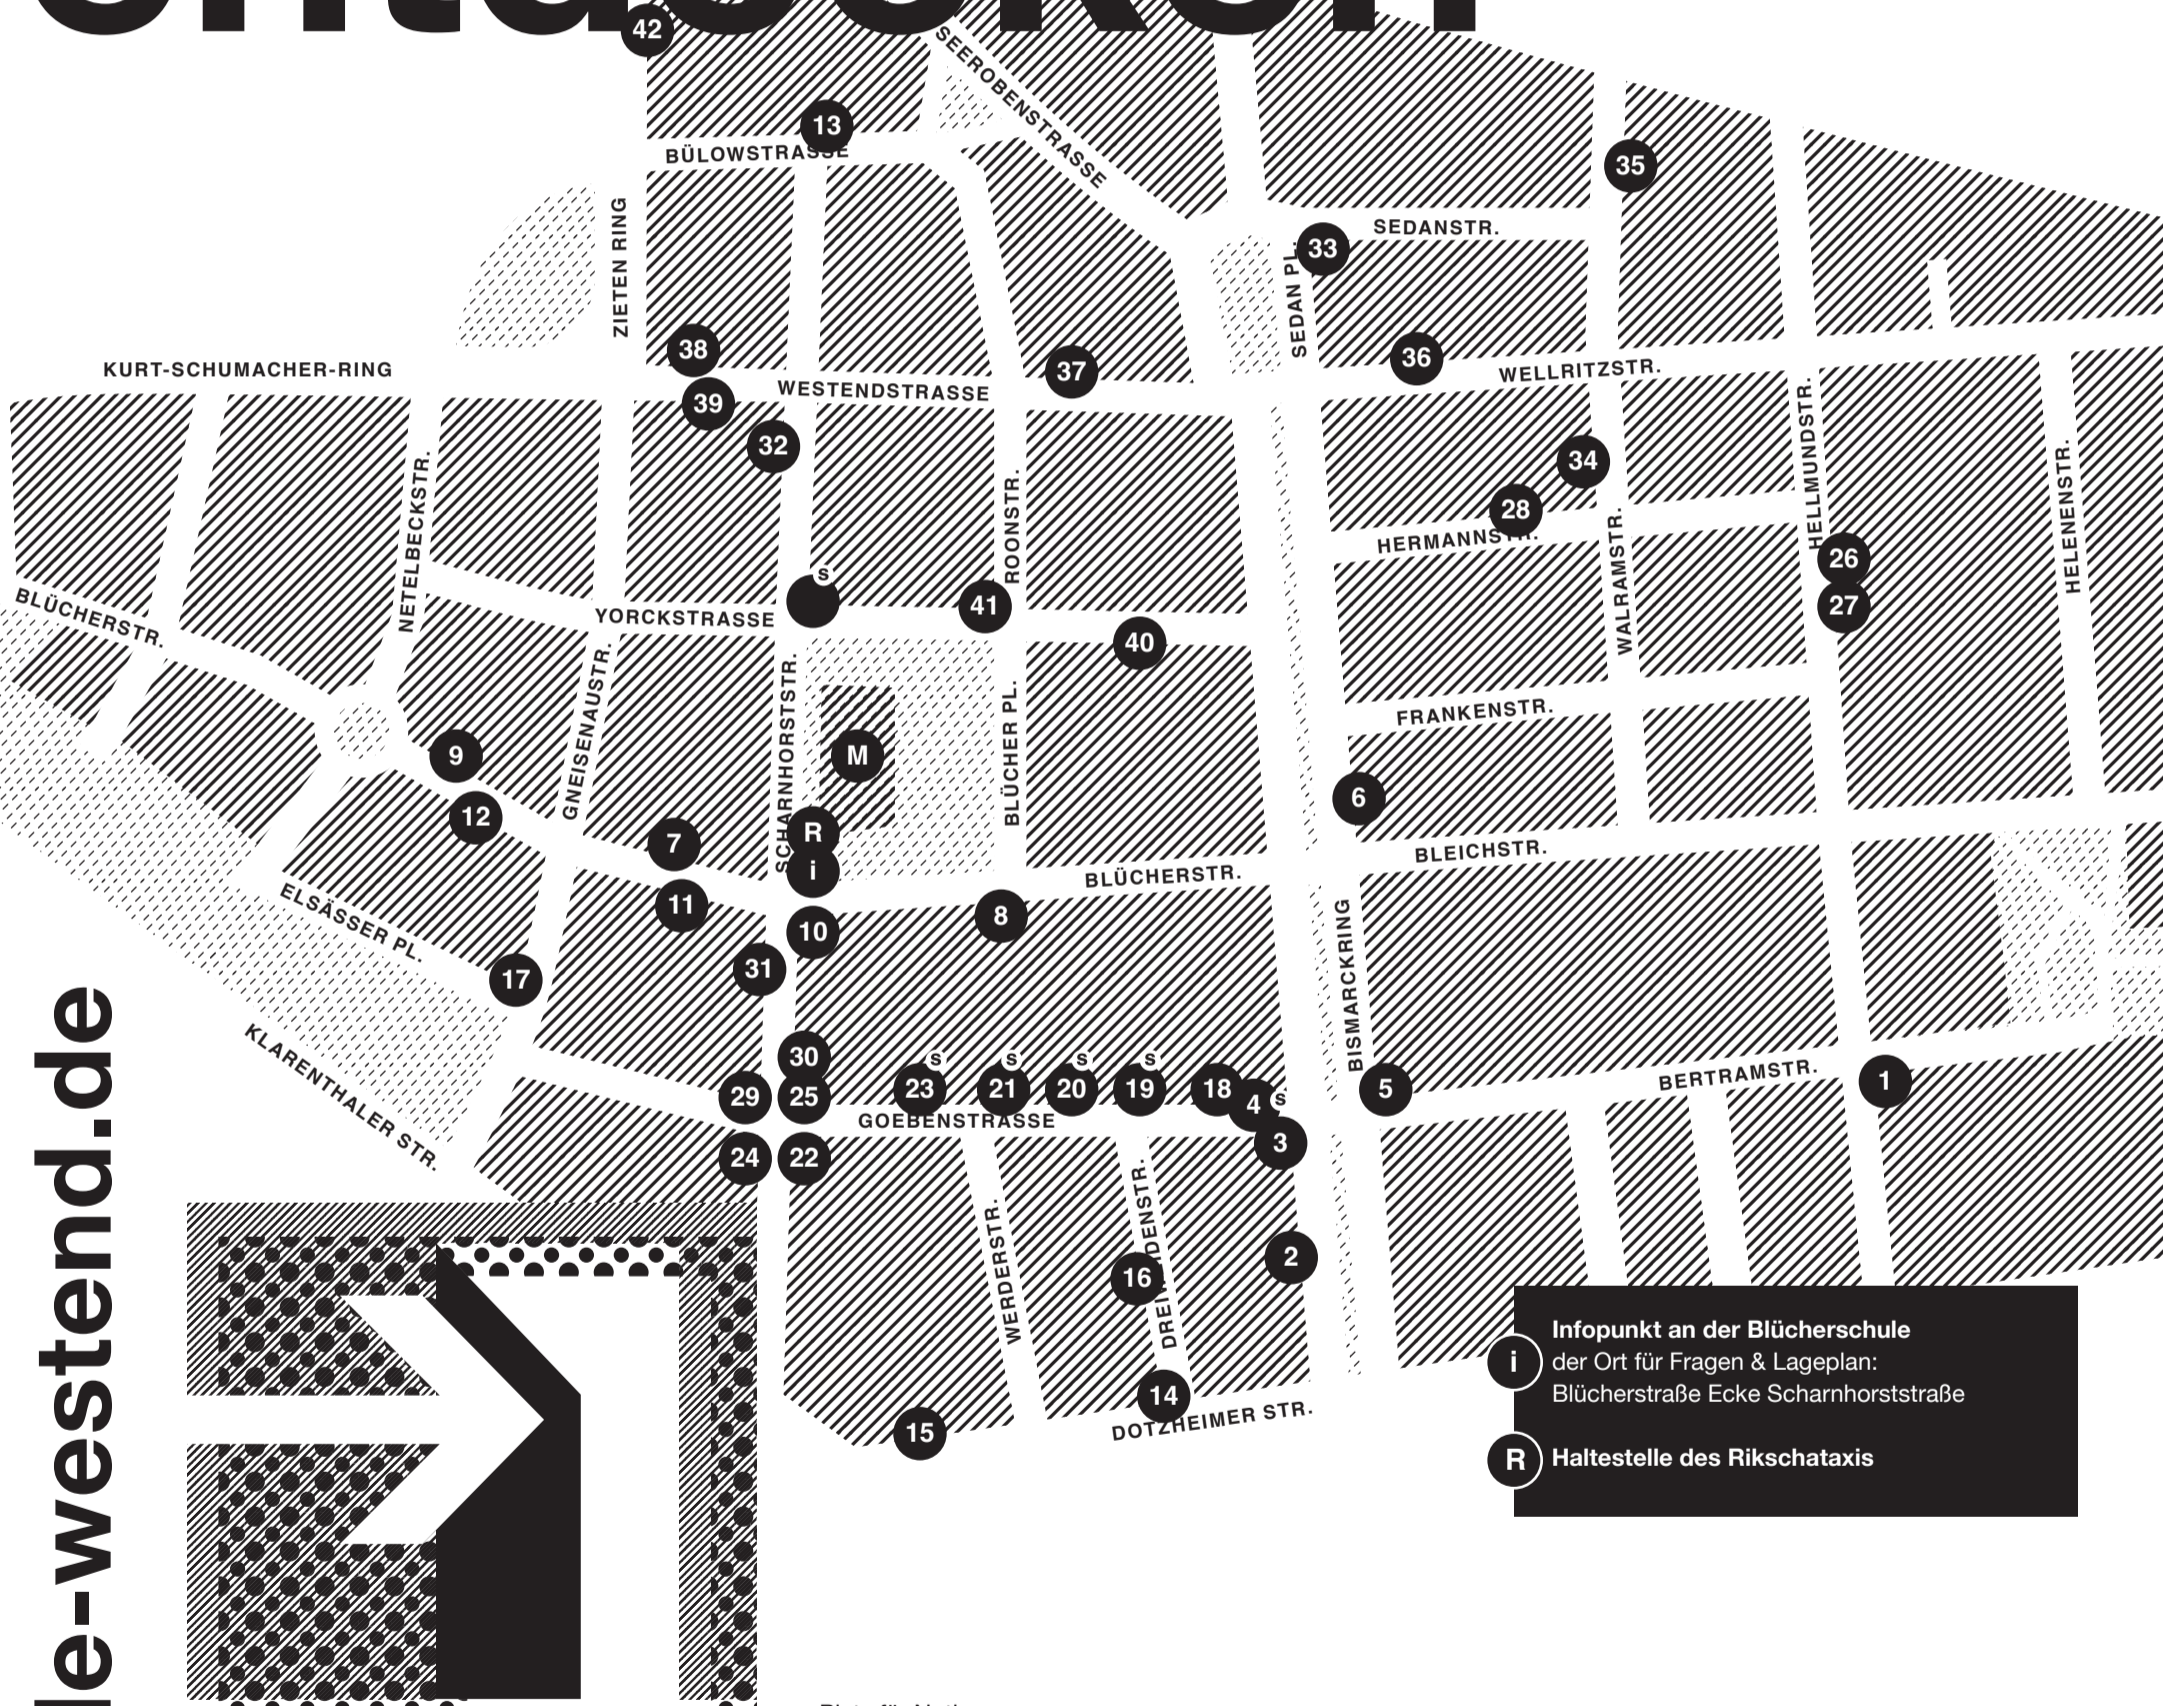 42
SEEROBENSTRASSE
13
BÜLOWSTRASSE
35
ZIETEN RING
SEDANSTR.
33
SEDAN PL.
38
37
36
WELLRITZSTR.
KURT-SCHUMACHER-RING
WESTENDSTRASSE
39
32
34
28
HERMANNSTR.
HELLMUNDSTR.
NETTELBECKSTR.
ROONSTR.
WALRAMSTR.
HELENENSTR.
26
27
BLÜCHERSTR.
YORCKSTRASSE
S
41
40
GNEISENAUSTR.
SCHARNHORSTSTR.
M
BLÜCHER PL.
FRANKENSTR.
9
12
7
R
i
6
BLEICHSTR.
BLÜCHERSTR.
11
10
8
ELSÄSSER PL.
17
31
BISMARCKRING
KLARENTHALER STR.
30
S
S
S
S
29
25
23
21
20
19
18
4
S
5
BERTRAMSTR.
1
GOEBENSTRASSE
3
24
22
WERDERSTR.
DREIWEIDENSTR.
16
2
14
15
DOTZHEIMER STR.
i
Infopunkt an der Blücherschule
der Ort für Fragen & Lageplan:
Blücherstraße Ecke Scharnhorststraße
R
Haltestelle des Rikschataxis
le-westend.de